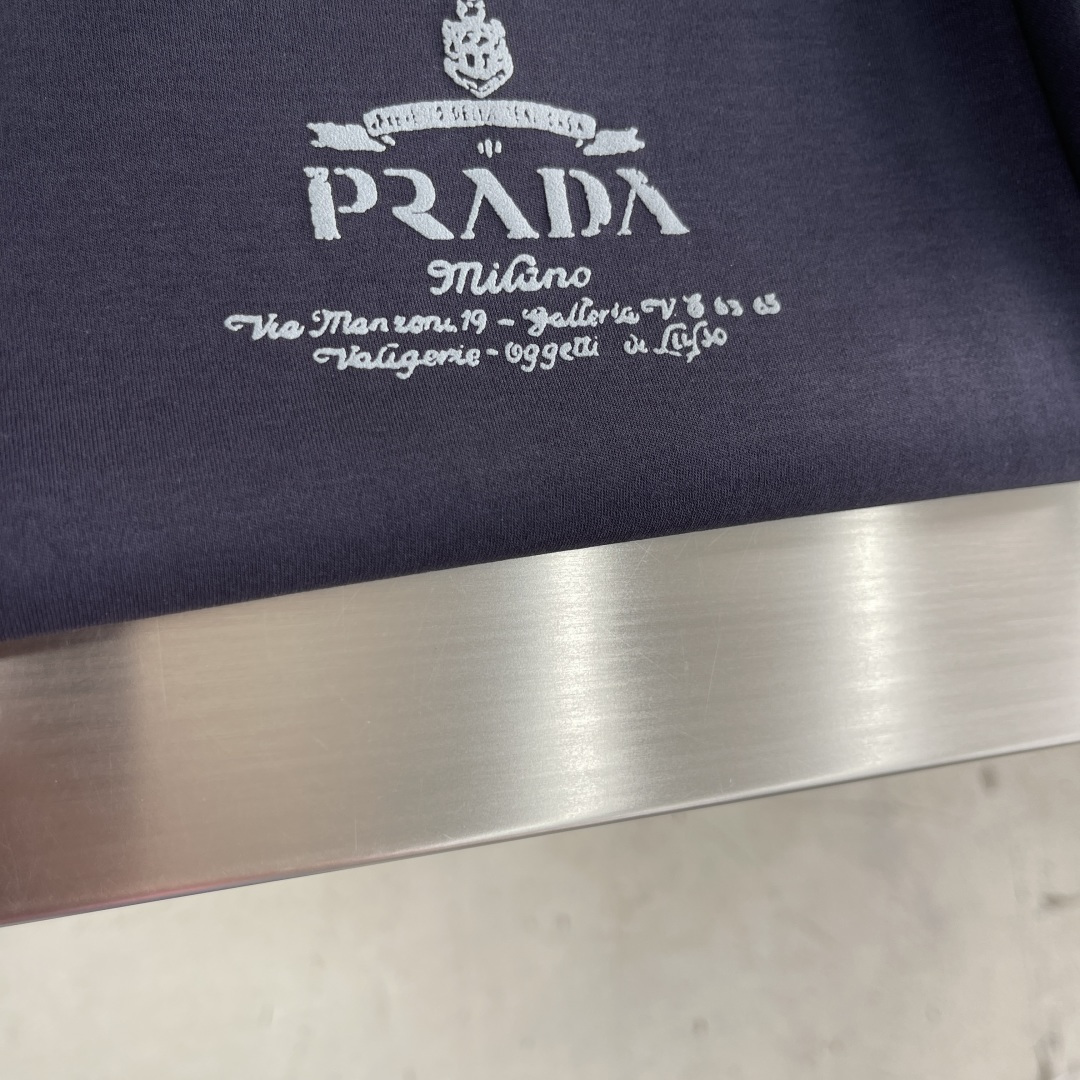 PRADA
Milano
Via Manzoni.19 - Galleria V. E 63 65
Valigerie - Oggetti di Lusso